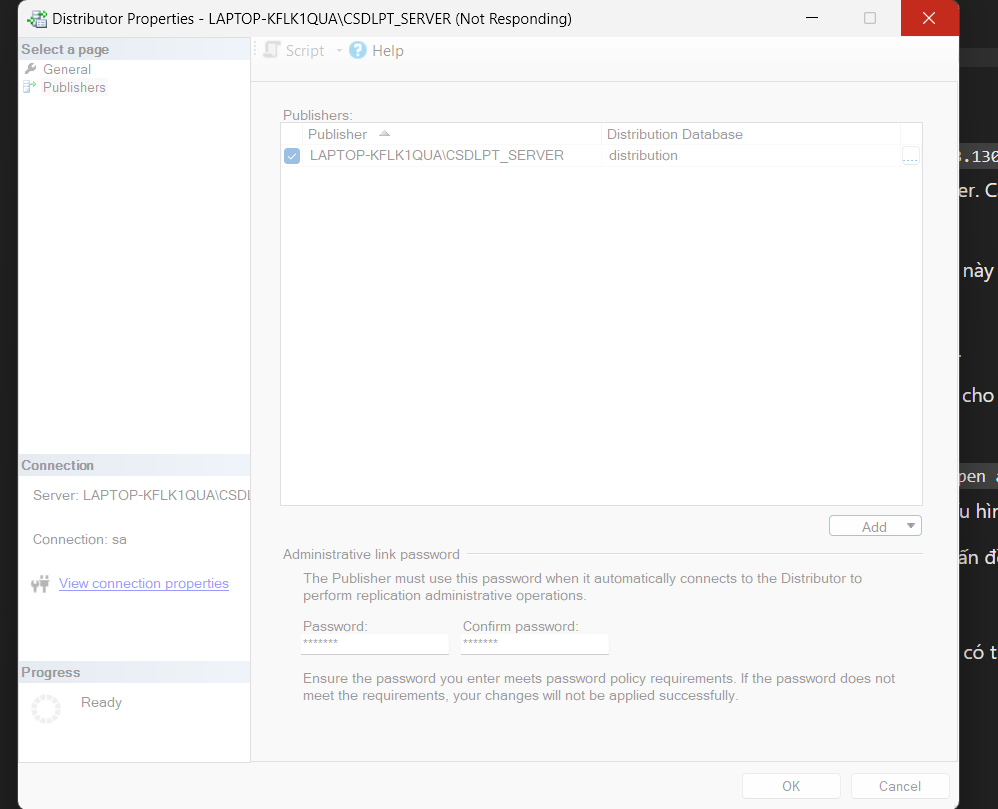 Distributor Properties - LAPTOP-KFLK1QUA\CSDLPT_SERVER (Not Responding)
Select a page
General
Publishers
Script
Help
Publishers:
Publisher
Distribution Database
LAPTOP-KFLK1QUA\CSDLPT_SERVER
distribution
...
Add
Administrative link password
The Publisher must use this password when it automatically connects to the Distributor to
perform replication administrative operations.
Password:
Confirm password:
*******
*******
Ensure the password you enter meets password policy requirements. If the password does not
meet the requirements, your changes will not be applied successfully.
Connection
Server: LAPTOP-KFLK1QUA\CSDL
Connection: sa
View connection properties
Progress
Ready
OK
Cancel
.130
er. C
này
cho
pen
có t